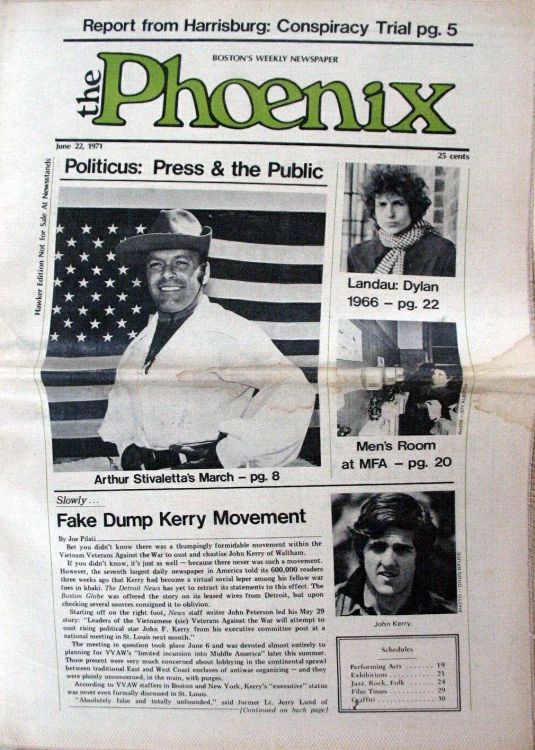 Report from Harrisburg: Conspiracy Trial pg. 5
BOSTON'S WEEKLY NEWSPAPER
the Phoenix
June 22, 1971
25 cents
Hawker Edition Not for Sale At Newsstands
Politicus: Press & the Public
Arthur Stivaletta's March – pg. 8
Landau: Dylan
1966 – pg. 22
Men's Room
at MFA – pg. 20
Slowly ...
Fake Dump Kerry Movement
By Joe Pilati
Bet you didn't know there was a thumpingly formidable movement within the
Vietnam Veterans Against the War to oust and chastise John Kerry of Waltham.
If you didn't know, it's just as well – because there never was such a movement.
However, the seventh largest daily newspaper in America told its 600,000 readers
three weeks ago that Kerry had become a virtual social leper among his fellow war
foes in khaki. The Detroit News has yet to retract its statements to this effect. The
Boston Globe was offered the story on its leased wires from Detroit, but upon
checking several sources consigned it to oblivion.
Starting off on the right foot, News staff writer John Peterson led his May 29
story: "Leaders of the Vietnamese (sic) Veterans Against the War will attempt to
oust rising political star John F. Kerry from his executive committee post at a
national meeting in St. Louis next month."
The meeting in question took place June 6 and was devoted almost entirely to
planning for VVAW's "limited incursion into Middle America" later this summer.
Those present were very much concerned about lobbying in the continental sprawl
between traditional East and West Coast enclaves of antiwar organizing – and they
were plainly unconcerned, in the main, with purges.
According to VVAW staffers in Boston and New York, Kerry's "executive" status
was never even formally discussed in St. Louis.
"Absolutely false and totally unfounded," said former Lt. Jerry Lund of
(Continued on back page)
PHOTO: DOUG BRUCE
John Kerry.
Schedules
Performing Arts ........ 19
Exhibitions ........ 21
Jazz, Rock, Folk ........ 24
Film Times ........ 29
Graffiti ........ 30